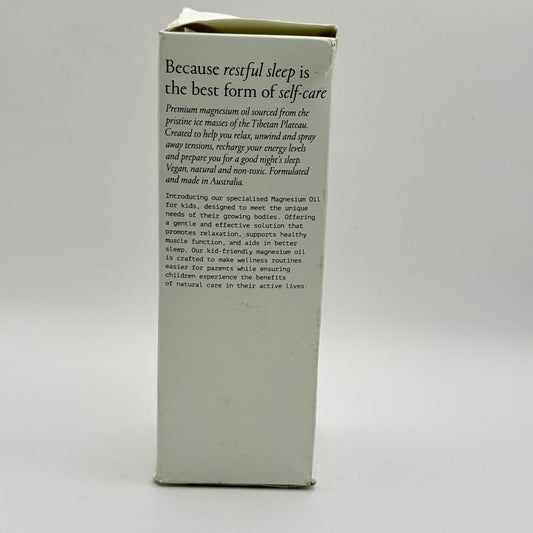 Because restful sleep is
the best form of self-care
Premium magnesium oil sourced from the
pristine ice masses of the Tibetan Plateau.
Created to help you relax, unwind and spray
away tensions, recharge your energy levels
and prepare you for a good night's sleep.
Vegan, natural and non-toxic. Formulated
and made in Australia.
Introducing our specialised Magnesium Oil
for kids, designed to meet the unique
needs of their growing bodies. Offering
a gentle and effective solution that
promotes relaxation, supports healthy
muscle function, and aids in better
sleep. Our kid-friendly magnesium oil
is crafted to make wellness routines
easier for parents while ensuring
children experience the benefits
of natural care in their active lives.